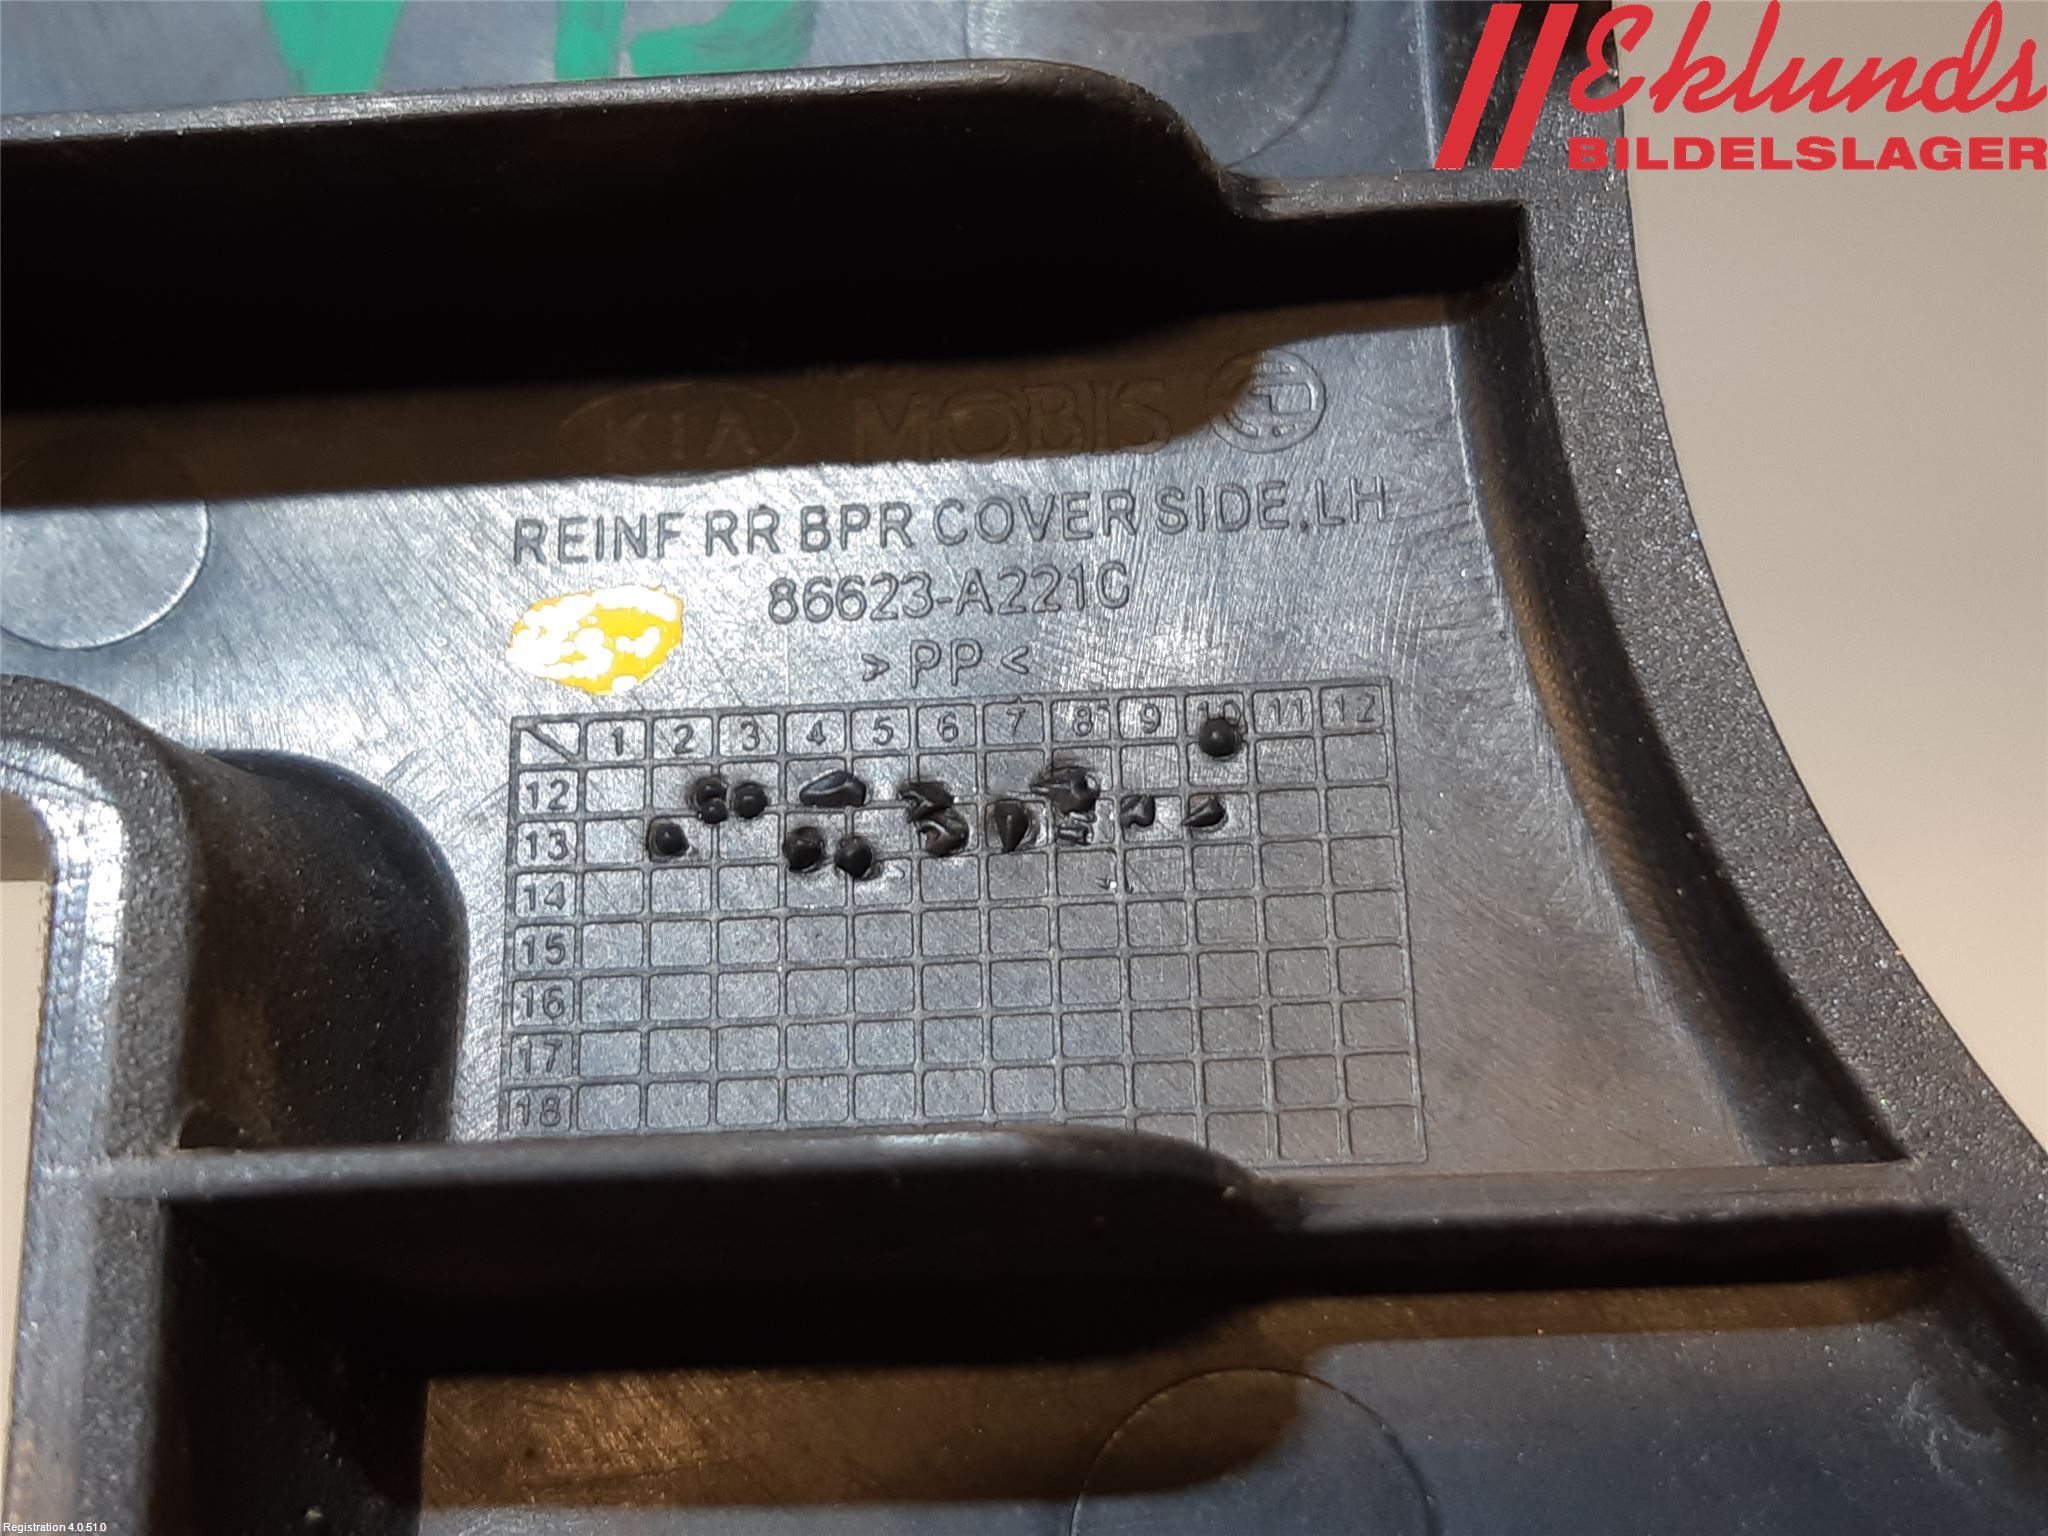 Eklunds
BILDELSLAGER
KIA MOBIS
REINF RR BPR COVER SIDE,LH
86623-A221C
>PP<
1 2 3 4 5 6 7 8 9 10 11 12
12
13
14
15
16
17
18
Registration 4.0.51.0